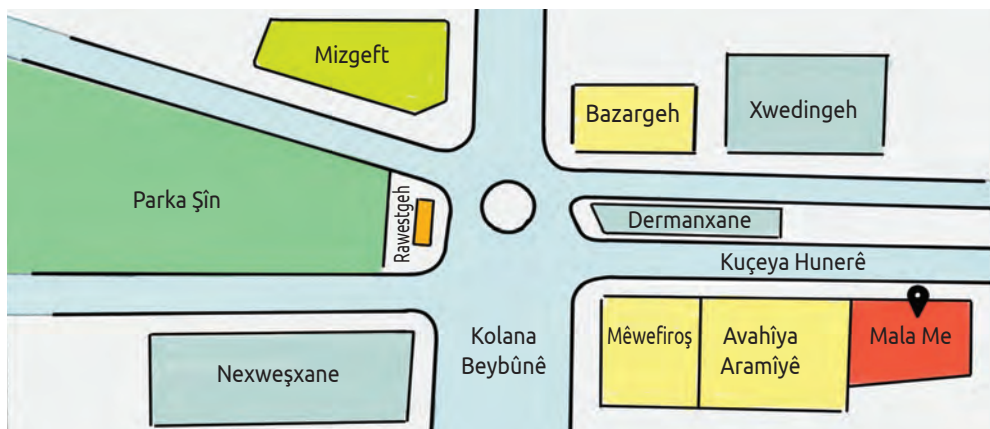 Mizgeft
Bazargeh
Xwedingeh
Parka Şîn
Rawestgeh
Dermanxane
Kuçeya Hunerê
Kolana
Beybûnê
Mêwefiroş
Avahîya
Aramîyê
Mala Me
Nexweşxane